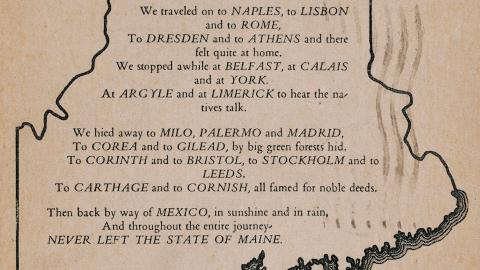 We traveled on to NAPLES, to LISBON
and to ROME,
To DRESDEN and to ATHENS and there
felt quite at home.
We stopped awhile at BELFAST, at CALAIS
and at YORK.
At ARGYLE and at LIMERICK to hear the na-
tives talk.
We hied away to MILO, PALERMO and MADRID,
To COREA and to GILEAD, by big green forests hid.
To CORINTH and to BRISTOL, to STOCKHOLM and to
LEEDS.
To CARTHAGE and to CORNISH, all famed for noble deeds.
Then back by way of MEXICO, in sunshine and in rain,
And throughout the entire journey-
NEVER LEFT THE STATE OF MAINE.